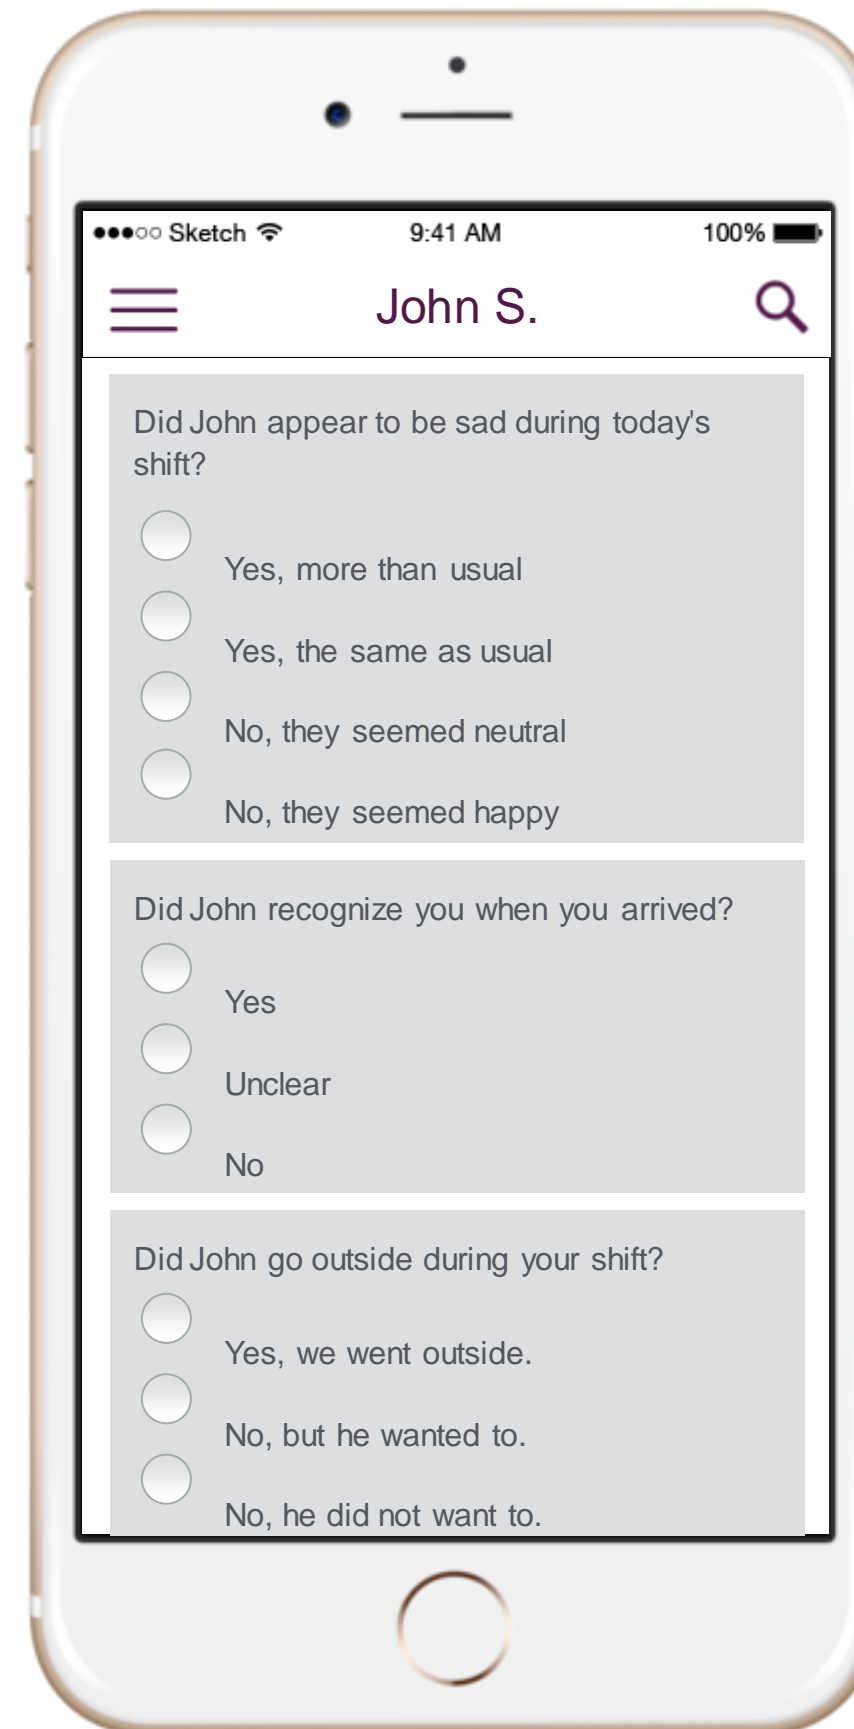 Sketch 9:41 AM 100%
John S.
Did John appear to be sad during today's
shift?
Yes, more than usual
Yes, the same as usual
No, they seemed neutral
No, they seemed happy
Did John recognize you when you arrived?
Yes
Unclear
No
Did John go outside during your shift?
Yes, we went outside.
No, but he wanted to.
No, he did not want to.